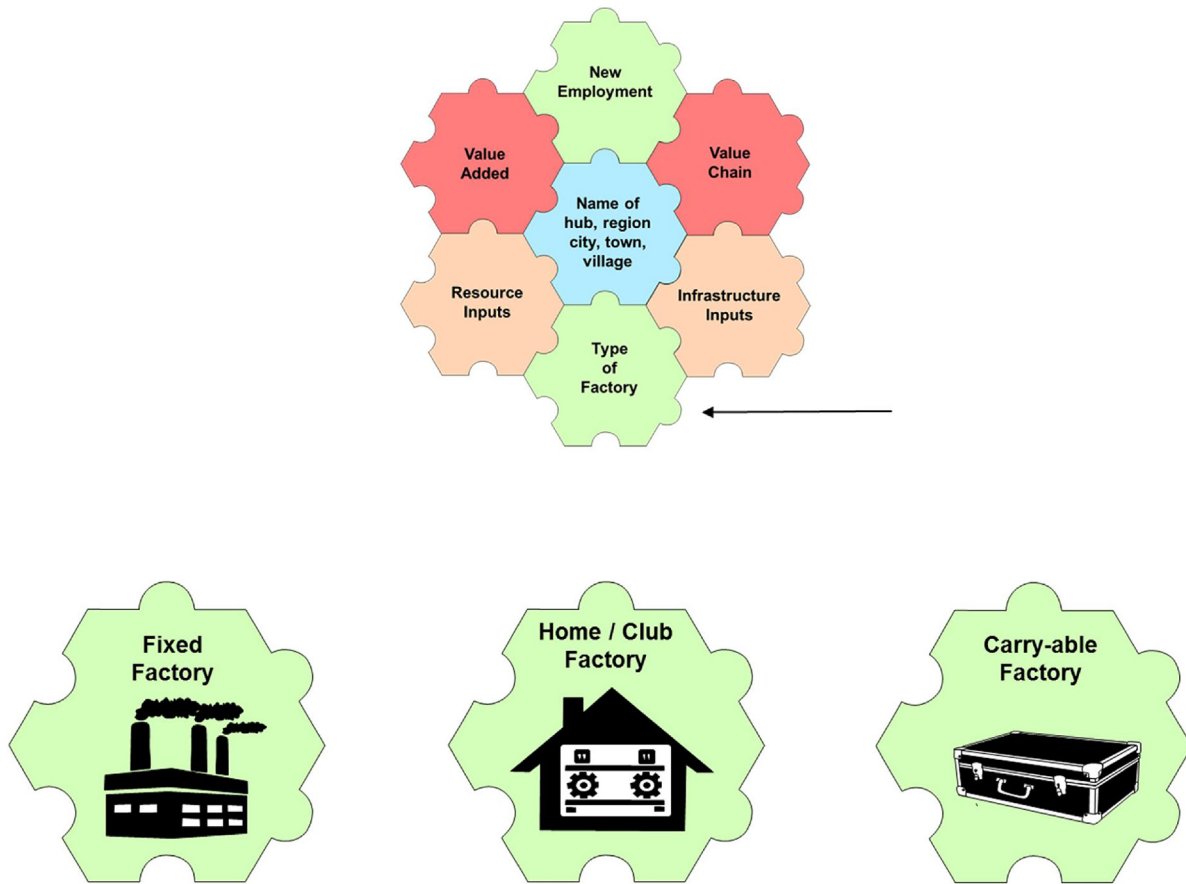 New
Employment
Value
Added
Value
Chain
Name of
hub, region
city, town,
village
Resource
Inputs
Infrastructure
Inputs
Type
of
Factory
Fixed
Factory
Home / Club
Factory
Carry-able
Factory